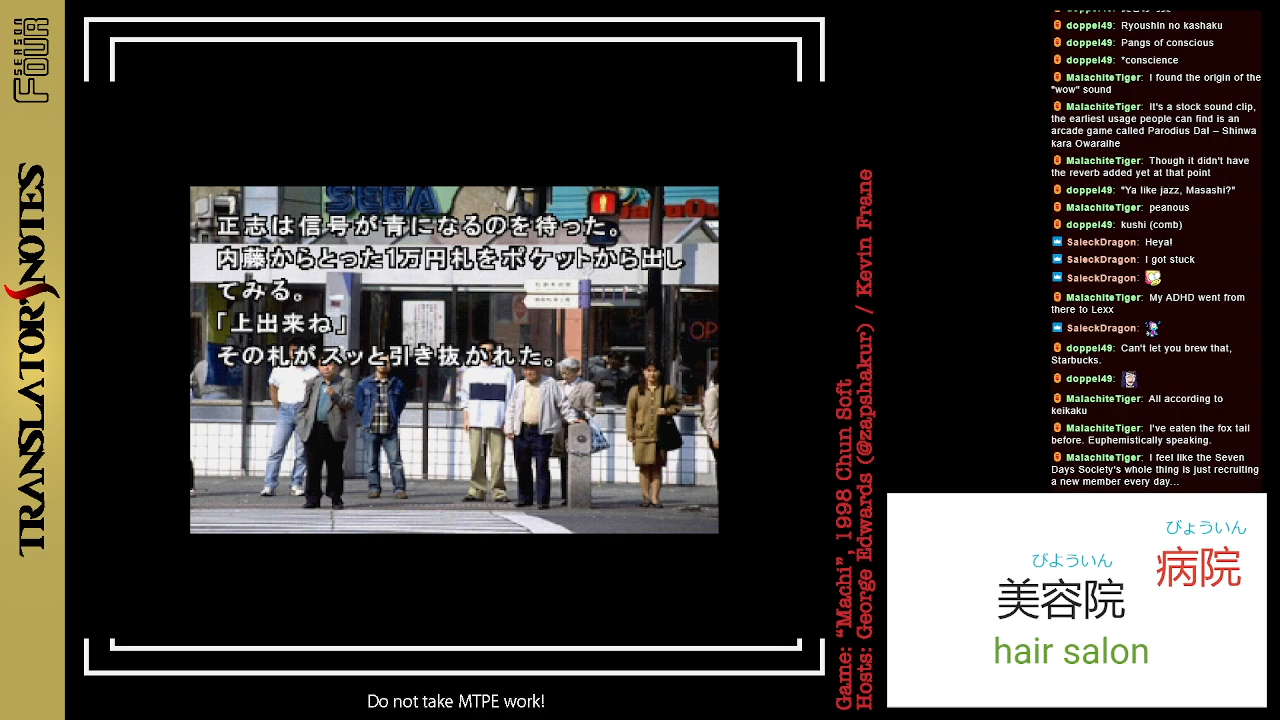 SEASON
FOUR
TRANSLATOR'S NOTES
SEGA
正志は信号が青になるのを待った。
内藤からとった1万円札をポケットから出し
てみる。
「上出来ね」
その札がスッと引き抜かれた。
OP
Do not take MTPE work!
Game: "Machi", 1998 Chun Soft
Hosts: George Edwards (@zapshakur) / Kevin Frane
doppel49: Ryoushin no kashaku
doppel49: Pangs of conscious
doppel49: *conscience
MalachiteTiger: I found the origin of the
"wow" sound
MalachiteTiger: It's a stock sound clip,
the earliest usage people can find is an
arcade game called Parodius Da! – Shinwa
kara Owaraihe
MalachiteTiger: Though it didn't have
the reverb added yet at that point
doppel49: "Ya like jazz, Masashi?"
MalachiteTiger: peanous
doppel49: kushi (comb)
SaleckDragon: Heya!
SaleckDragon: I got stuck
SaleckDragon:
MalachiteTiger: My ADHD went from
there to Lexx
SaleckDragon:
doppel49: Can't let you brew that,
Starbucks.
doppel49:
MalachiteTiger: All according to
keikaku
MalachiteTiger: I've eaten the fox tail
before. Euphemistically speaking.
MalachiteTiger: I feel like the Seven
Days Society's whole thing is just recruiting
a new member every day...
びょういん
病院
びよういん
美容院
hair salon